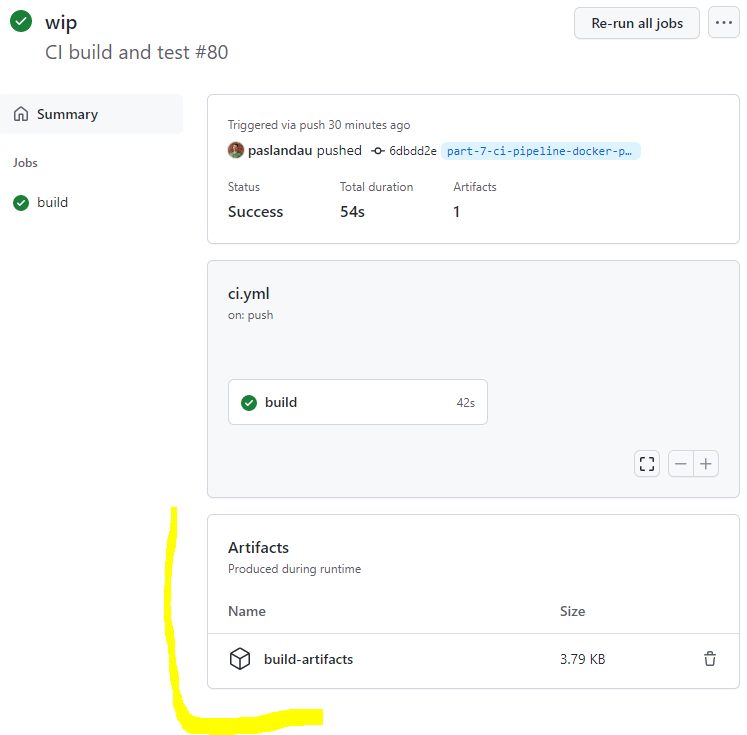 wip
Re-run all jobs
CI build and test #80
Summary
Jobs
build
Triggered via push 30 minutes ago
paslandau pushed 6dbdd2e part-7-ci-pipeline-docker-p…
Status Total duration Artifacts
Success 54s 1
ci.yml
on: push
build 42s
Artifacts
Produced during runtime
Name Size
build-artifacts 3.79 KB